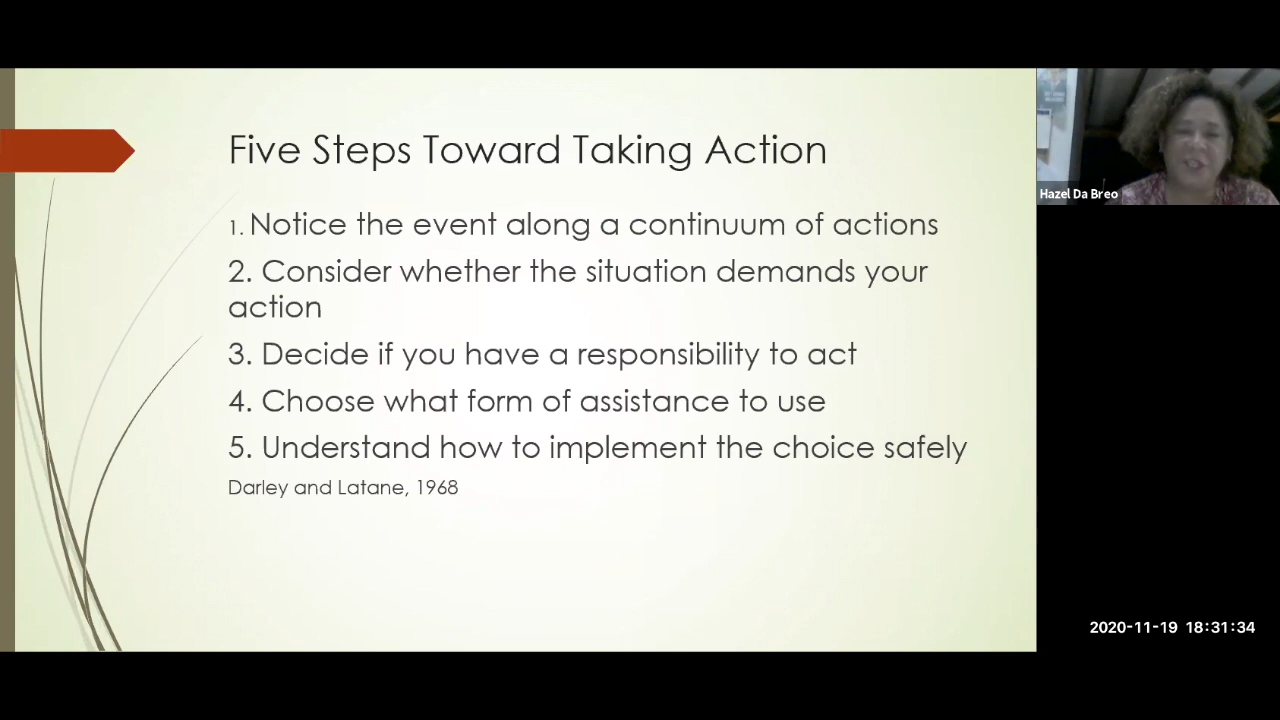 Five Steps Toward Taking Action
1. Notice the event along a continuum of actions
2. Consider whether the situation demands your
action
3. Decide if you have a responsibility to act
4. Choose what form of assistance to use
5. Understand how to implement the choice safely
Darley and Latane, 1968
Hazel Da Breo
2020-11-19 18:31:34